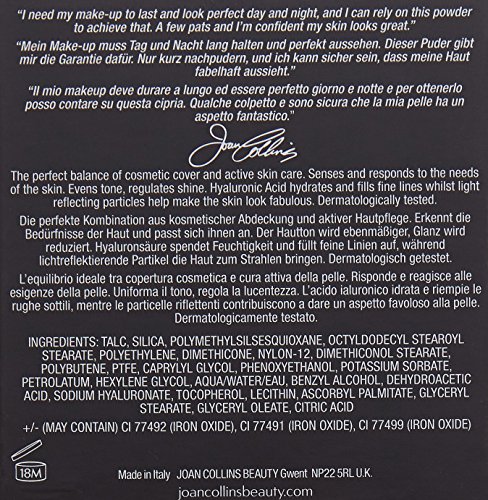 "I need my make-up to last and look perfect day and night, and I can rely on this powder
to achieve that. A few pats and I'm confident my skin looks great."
"Mein Make-up muss Tag und Nacht lang halten und perfekt aussehen. Dieser Puder gibt
mir die Garantie dafür. Nur kurz nachpudern, und ich kann sicher sein, dass meine Haut
fabelhaft aussieht."
"Il mio makeup deve durare a lungo ed essere perfetto giorno e notte e per ottenerlo
posso contare su questa cipria. Qualche colpetto e sono sicura che la mia pelle ha un
aspetto fantastico."
Joan Collins
The perfect balance of cosmetic cover and active skin care. Senses and responds to the needs
of the skin. Evens tone, regulates shine. Hyaluronic Acid hydrates and fills fine lines whilst light
reflecting particles help make the skin look fabulous. Dermatologically tested.
Die perfekte Kombination aus kosmetischer Abdeckung und aktiver Hautpflege. Erkennt die
Bedürfnisse der Haut und passt sich ihnen an. Der Hautton wird ebenmäßiger, Glanz wird
reduziert. Hyaluronsäure spendet Feuchtigkeit und füllt feine Linien auf, während
lichtreflektierende Partikel die Haut zum Strahlen bringen. Dermatologisch getestet.
L'equilibrio ideale tra copertura cosmetica e cura attiva della pelle. Risponde e reagisce alle
esigenze della pelle. Uniforma il tono, regola la lucentezza. L'acido ialuronico idrata e riempie le
rughe sottili, mentre le particelle riflettenti contribuiscono a dare un aspetto favoloso alla pelle.
Dermatologicamente testato.
INGREDIENTS: TALC, SILICA, POLYMETHYLSILSESQUIOXANE, OCTYLDODECYL STEAROYL
STEARATE, POLYETHYLENE, DIMETHICONE, NYLON-12, DIMETHICONOL STEARATE,
POLYBUTENE, PTFE, CAPRYLYL GLYCOL, PHENOXYETHANOL, POTASSIUM SORBATE,
PETROLATUM, HEXYLENE GLYCOL, AQUA/WATER/EAU, BENZYL ALCOHOL, DEHYDROACETIC
ACID, SODIUM HYALURONATE, TOCOPHEROL, LECITHIN, ASCORBYL PALMITATE, GLYCERYL
STEARATE, GLYCERYL OLEATE, CITRIC ACID
+/- (MAY CONTAIN) CI 77492 (IRON OXIDE), CI 77491 (IRON OXIDE), CI 77499 (IRON OXIDE)
18M
Made in Italy JOAN COLLINS BEAUTY Gwent NP22 5RL U.K.
joancollinsbeauty.com